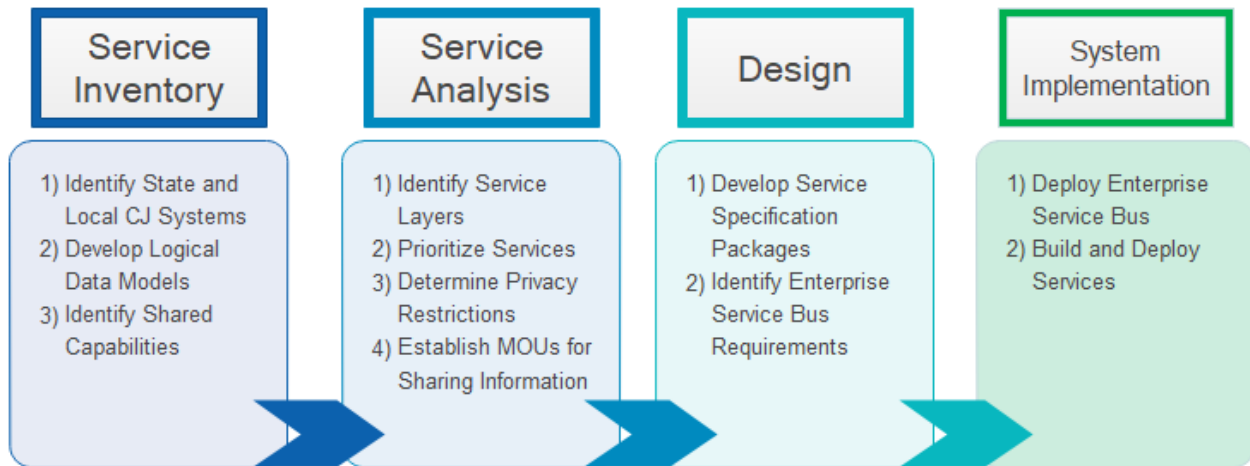 Service
Inventory
1) Identify State and
Local CJ Systems
2) Develop Logical
Data Models
3) Identify Shared
Capabilities
Service
Analysis
1) Identify Service
Layers
2) Prioritize Services
3) Determine Privacy
Restrictions
4) Establish MOUs for
Sharing Information
Design
1) Develop Service
Specification
Packages
2) Identify Enterprise
Service Bus
Requirements
System
Implementation
1) Deploy Enterprise
Service Bus
2) Build and Deploy
Services